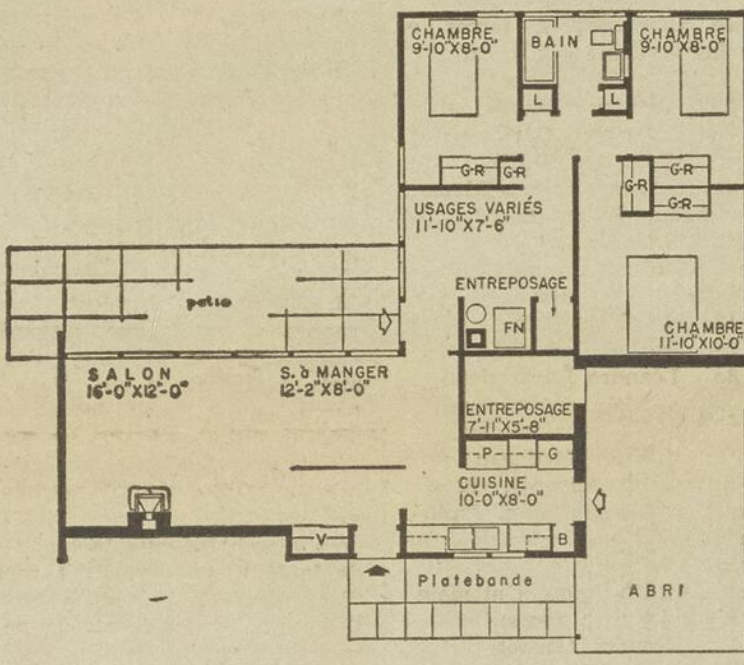 CHAMBRE
9'-10"X8'-0"
BAIN
CHAMBRE
9'-10"X8'-0"
L
L
G-R
G-R
G-R
G-R
G-R
USAGES VARIÉS
11'-10"X7'-6"
patio
ENTREPOSAGE
FN
CHAMBRE
11'-10"X10'-0"
SALON
16'-0"X12'-0"
S. à MANGER
12'-2"X8'-0"
ENTREPOSAGE
7'-11"X5'-8"
P
G
CUISINE
10'-0"X8'-0"
V
B
Platebande
ABRI